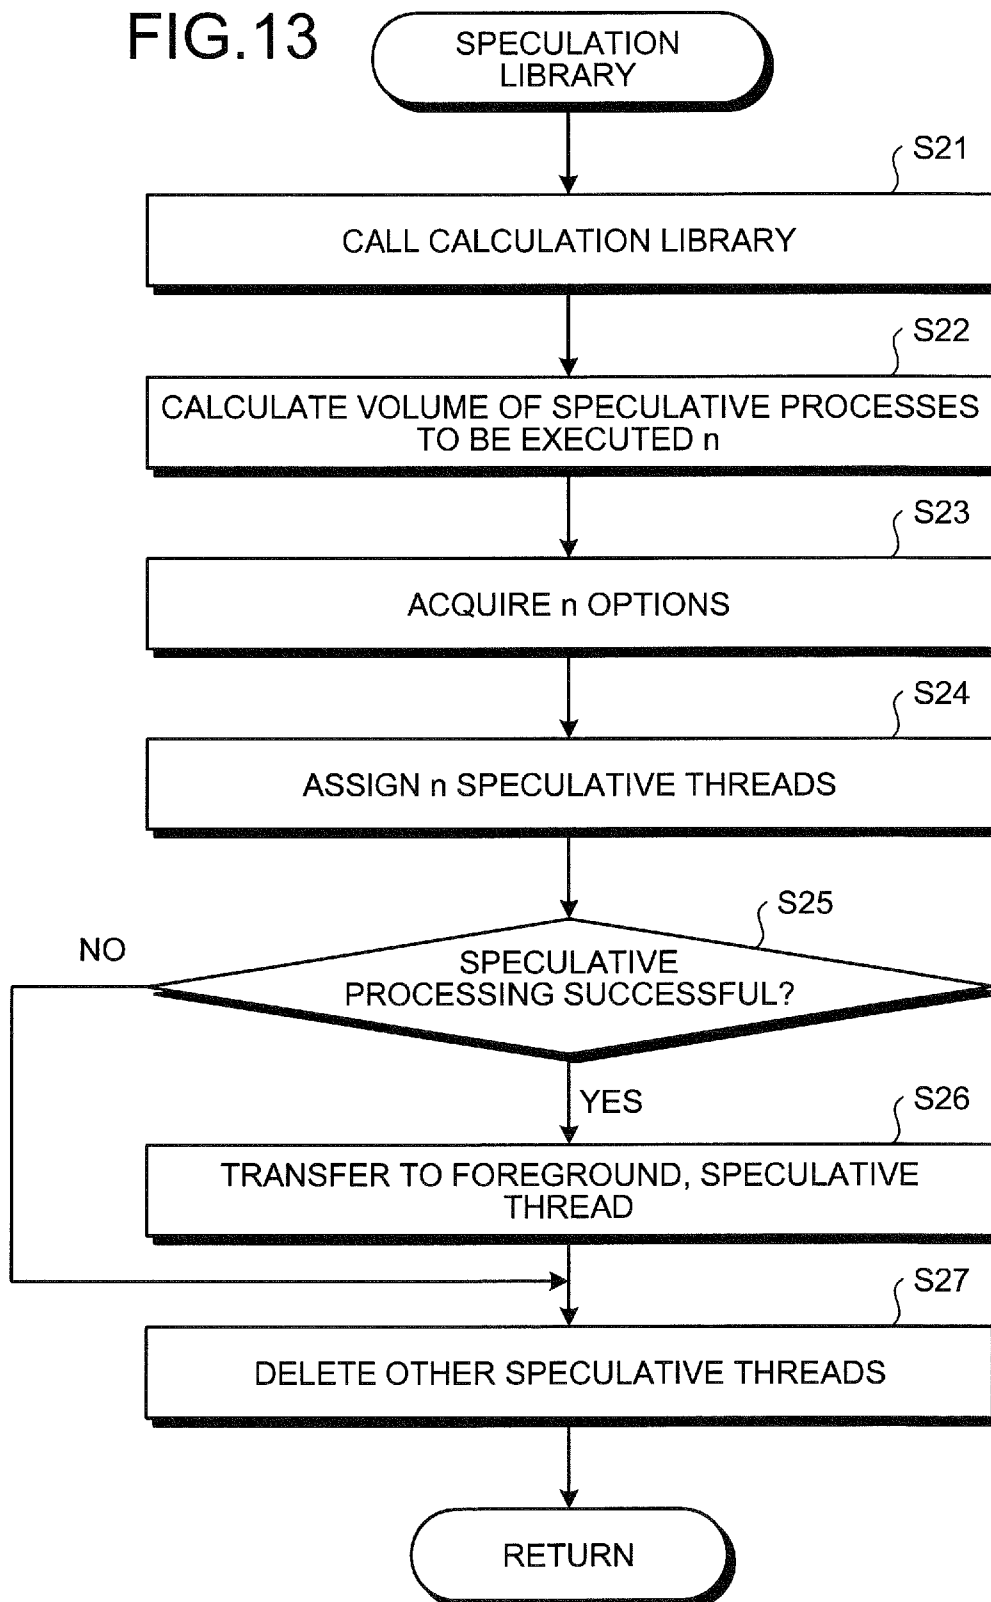 FIG.13
SPECULATION
LIBRARY
S21
CALL CALCULATION LIBRARY
S22
CALCULATE VOLUME OF SPECULATIVE PROCESSES
TO BE EXECUTED n
S23
ACQUIRE n OPTIONS
S24
ASSIGN n SPECULATIVE THREADS
S25
NO
SPECULATIVE
PROCESSING SUCCESSFUL?
YES
S26
TRANSFER TO FOREGROUND, SPECULATIVE
THREAD
S27
DELETE OTHER SPECULATIVE THREADS
RETURN